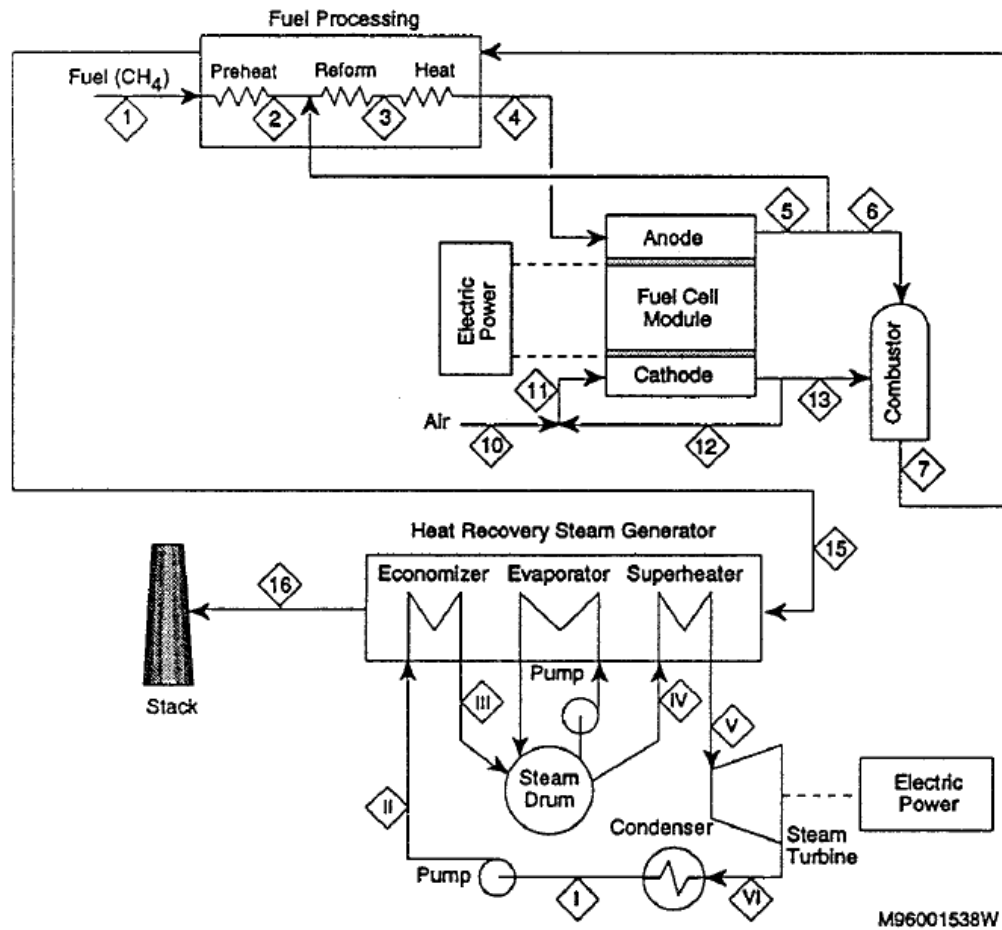 Fuel Processing
Fuel (CH₄)
Preheat
Reform
Heat
1
2
3
4
5
6
Anode
Fuel Cell
Module
Cathode
Electric
Power
Combustor
11
13
Air
10
12
7
Heat Recovery Steam Generator
15
Economizer
Evaporator
Superheater
16
Stack
Pump
III
IV
V
Steam
Drum
Electric
Power
II
Condenser
Steam
Turbine
Pump
I
VI
M96001538W